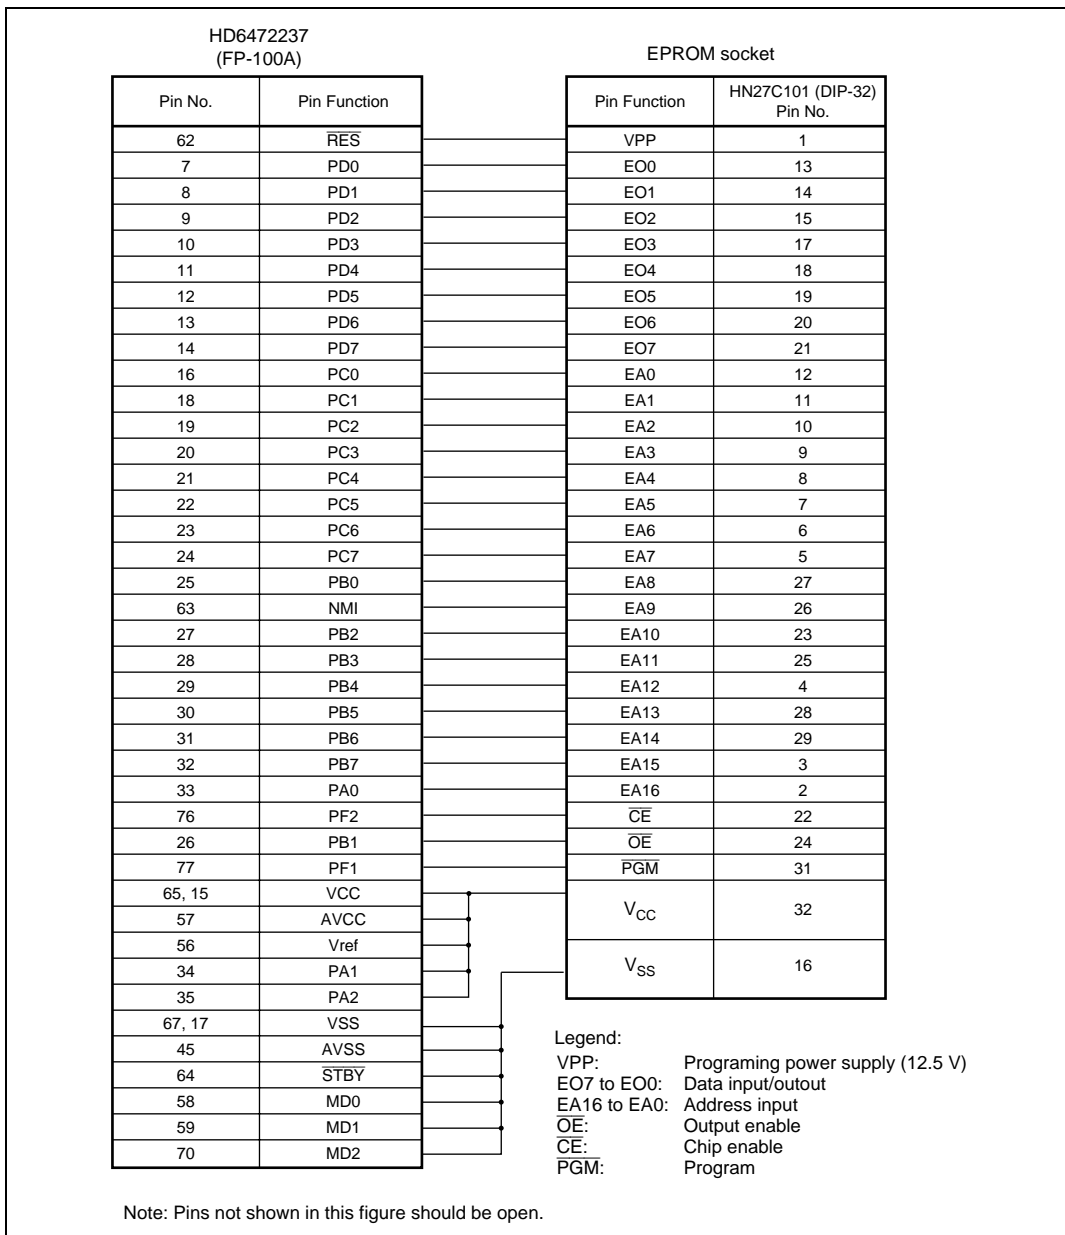 HD6472237
(FP-100A)
EPROM socket
Pin No. Pin Function Pin Function HN27C101 (DIP-32) Pin No.
62 R̅E̅S̅ VPP 1
7 PD0 EO0 13
8 PD1 EO1 14
9 PD2 EO2 15
10 PD3 EO3 17
11 PD4 EO4 18
12 PD5 EO5 19
13 PD6 EO6 20
14 PD7 EO7 21
16 PC0 EA0 12
18 PC1 EA1 11
19 PC2 EA2 10
20 PC3 EA3 9
21 PC4 EA4 8
22 PC5 EA5 7
23 PC6 EA6 6
24 PC7 EA7 5
25 PB0 EA8 27
63 NMI EA9 26
27 PB2 EA10 23
28 PB3 EA11 25
29 PB4 EA12 4
30 PB5 EA13 28
31 PB6 EA14 29
32 PB7 EA15 3
33 PA0 EA16 2
76 PF2 C̅E̅ 22
26 PB1 O̅E̅ 24
77 PF1 P̅G̅M̅ 31
65, 15 VCC VCC 32
57 AVCC
56 Vref
34 PA1 VSS 16
35 PA2
67, 17 VSS
45 AVSS
64 S̅T̅B̅Y̅
58 MD0
59 MD1
70 MD2
Legend:
VPP: Programing power supply (12.5 V)
EO7 to EO0: Data input/outout
EA16 to EA0: Address input
O̅E̅: Output enable
C̅E̅: Chip enable
P̅G̅M̅: Program
Note: Pins not shown in this figure should be open.